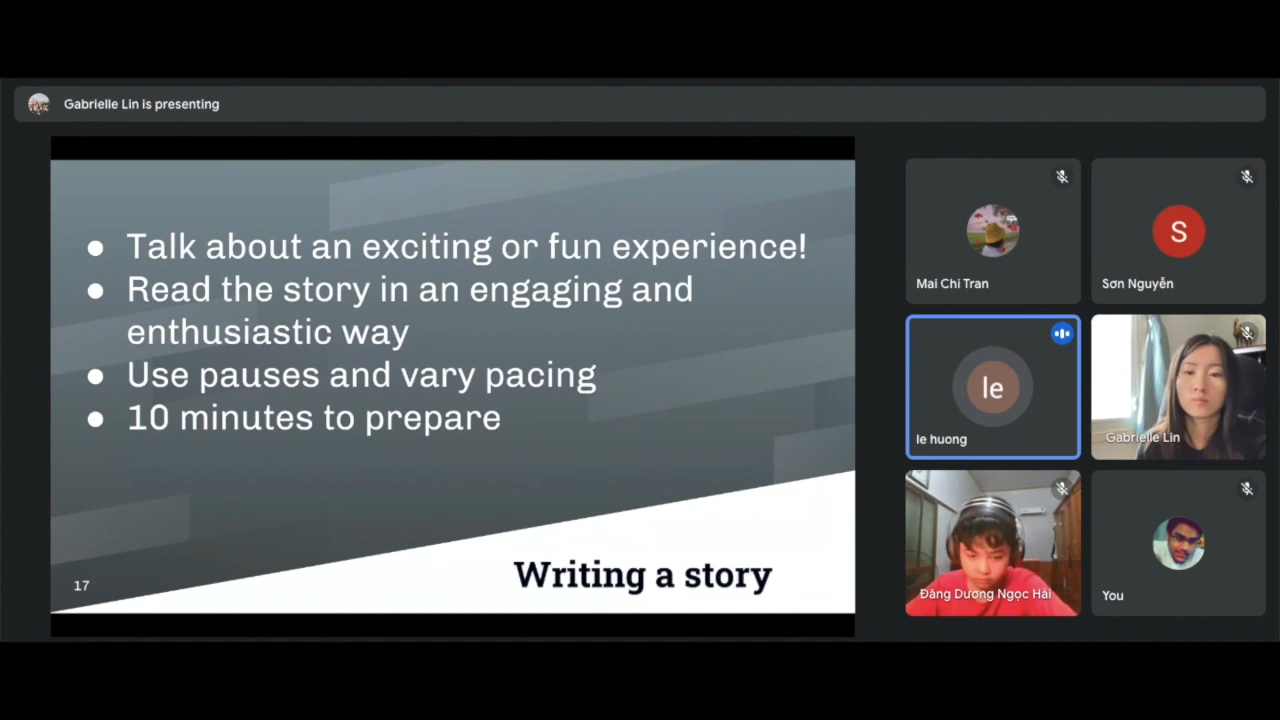 Gabrielle Lin is presenting
● Talk about an exciting or fun experience!
● Read the story in an engaging and
enthusiastic way
● Use pauses and vary pacing
● 10 minutes to prepare
17
Writing a story
Mai Chi Tran
S
Sơn Nguyễn
le
le huong
Gabrielle Lin
Đăng Dương Ngọc Hải
You